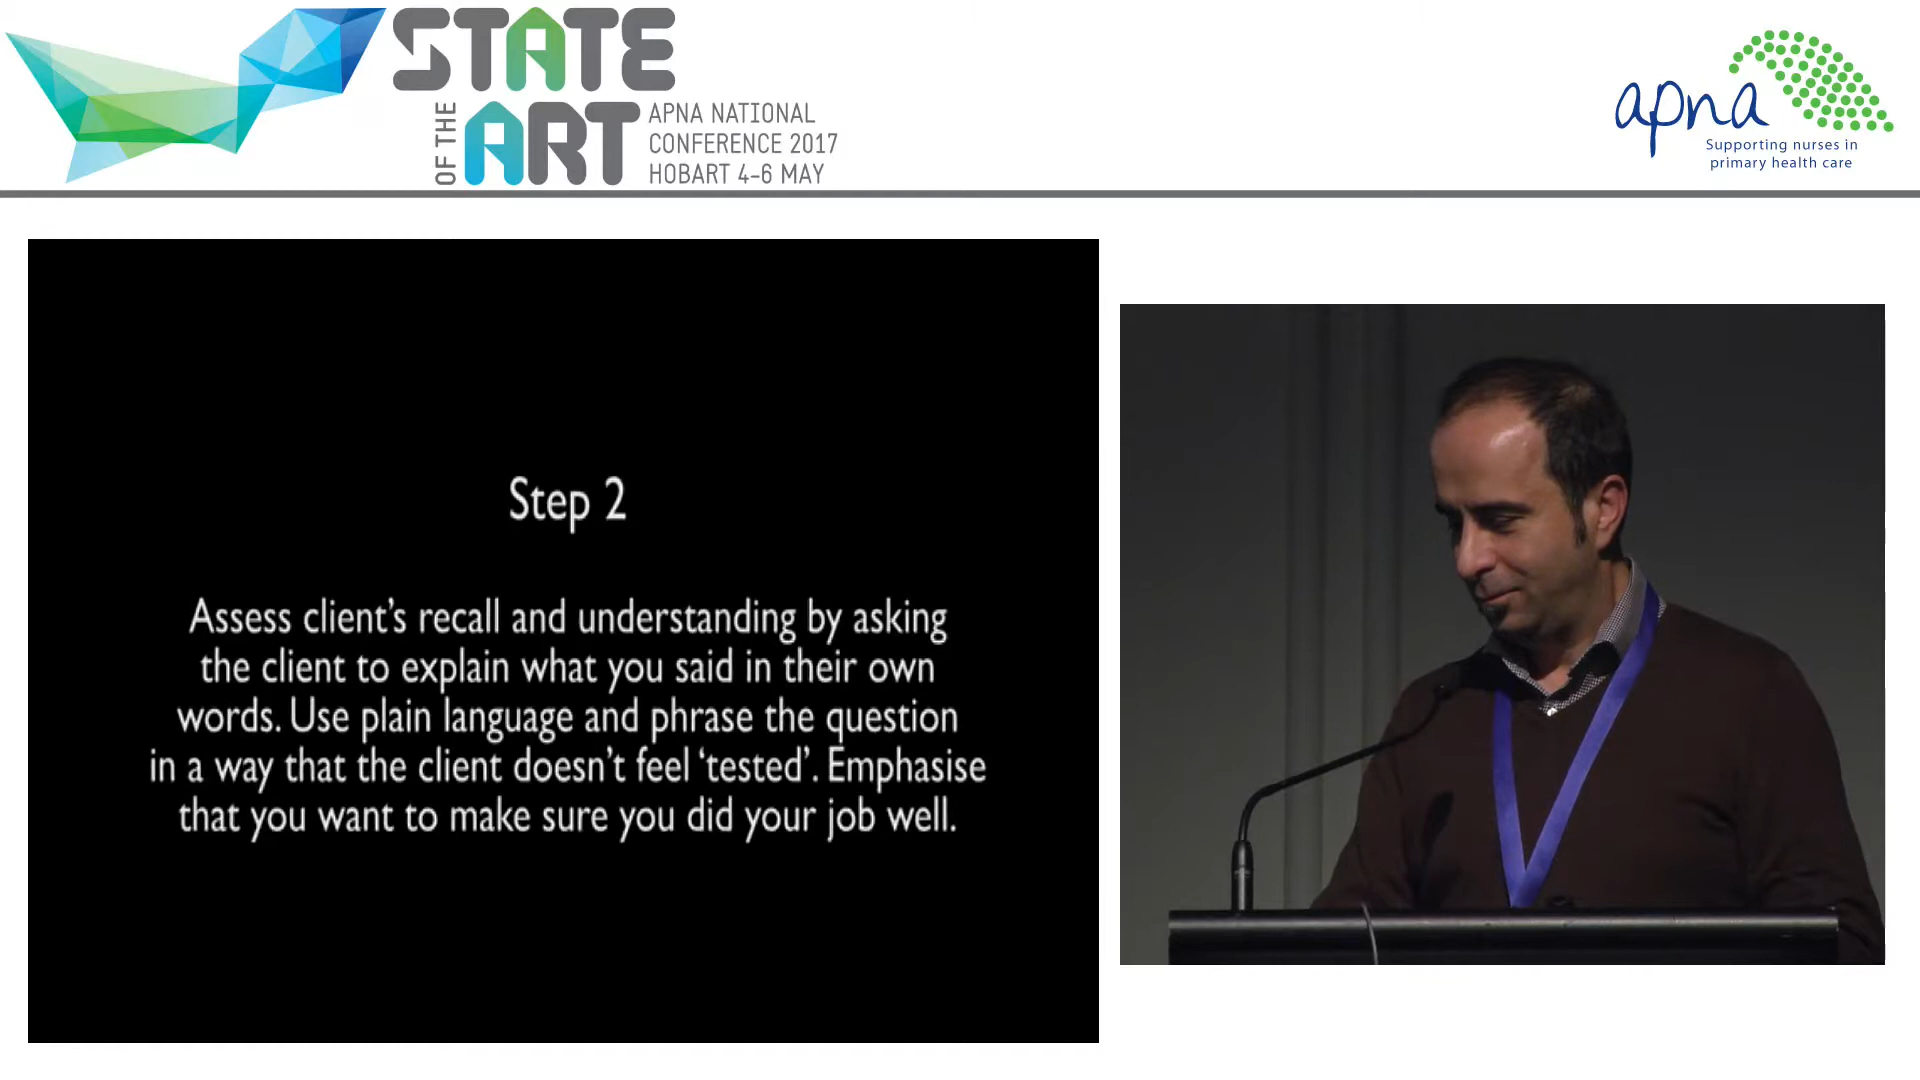 STATE
OF THE
ART
APNA NATIONAL
CONFERENCE 2017
HOBART 4-6 MAY
apna
Supporting nurses in
primary health care
Step 2
Assess client's recall and understanding by asking
the client to explain what you said in their own
words. Use plain language and phrase the question
in a way that the client doesn't feel 'tested'. Emphasise
that you want to make sure you did your job well.